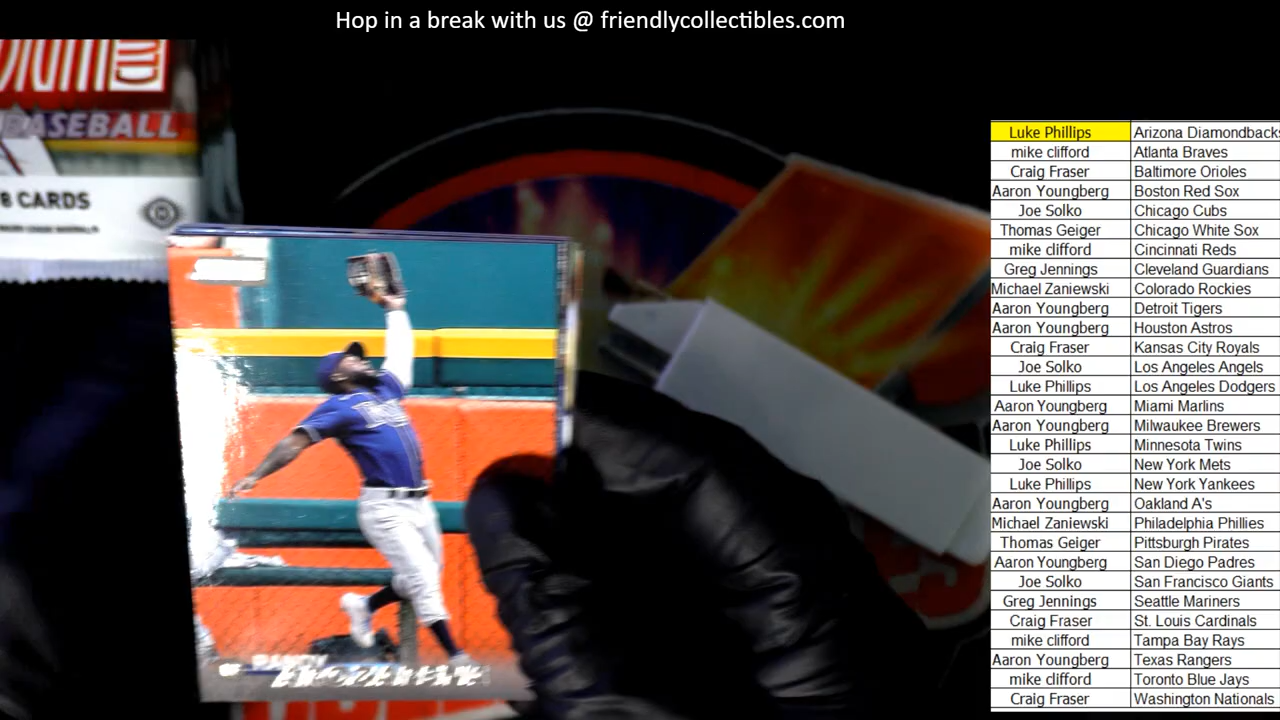 Hop in a break with us @ friendlycollectibles.com
BASEBALL
8 CARDS
Luke Phillips Arizona Diamondbacks
mike clifford Atlanta Braves
Craig Fraser Baltimore Orioles
Aaron Youngberg Boston Red Sox
Joe Solko Chicago Cubs
Thomas Geiger Chicago White Sox
mike clifford Cincinnati Reds
Greg Jennings Cleveland Guardians
Michael Zaniewski Colorado Rockies
Aaron Youngberg Detroit Tigers
Aaron Youngberg Houston Astros
Craig Fraser Kansas City Royals
Joe Solko Los Angeles Angels
Luke Phillips Los Angeles Dodgers
Aaron Youngberg Miami Marlins
Aaron Youngberg Milwaukee Brewers
Luke Phillips Minnesota Twins
Joe Solko New York Mets
Luke Phillips New York Yankees
Aaron Youngberg Oakland A's
Michael Zaniewski Philadelphia Phillies
Thomas Geiger Pittsburgh Pirates
Aaron Youngberg San Diego Padres
Joe Solko San Francisco Giants
Greg Jennings Seattle Mariners
Craig Fraser St. Louis Cardinals
mike clifford Tampa Bay Rays
Aaron Youngberg Texas Rangers
mike clifford Toronto Blue Jays
Craig Fraser Washington Nationals